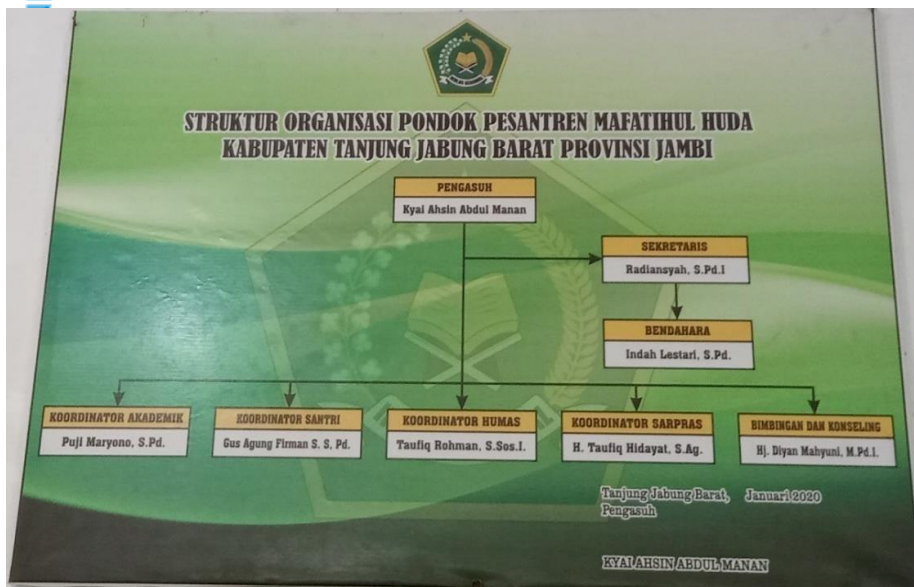 STRUKTUR ORGANISASI PONDOK PESANTREN MAFATIHUL HUDA
KABUPATEN TANJUNG JABUNG BARAT PROVINSI JAMBI
PENGASUH
Kyai Ahsin Abdul Manan
SEKRETARIS
Radiansyah, S.Pd.I
BENDAHARA
Indah Lestari, S.Pd.
KOORDINATOR AKADEMIK
Puji Maryono, S.Pd.
KOORDINATOR SANTRI
Gus Agung Firman S. S, Pd.
KOORDINATOR HUMAS
Taufiq Rohman, S.Sos.I.
KOORDINATOR SARPRAS
H. Taufiq Hidayat, S.Ag.
BIMBINGAN DAN KONSELING
Hj. Diyan Mahyuni, M.Pd.I.
Tanjung Jabung Barat, Januari 2020
Pengasuh
KYAI AHSIN ABDUL MANAN